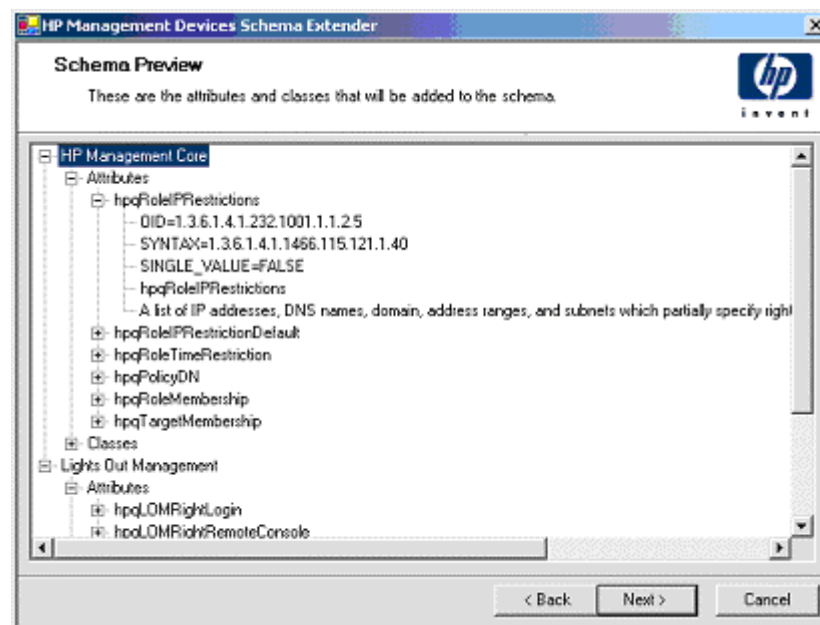 HP Management Devices Schema Extender
Schema Preview
These are the attributes and classes that will be added to the schema.
hp
invent
HP Management Core
Attributes
hpqRoleIPRestrictions
OID=1.3.6.1.4.1.232.1001.1.1.2.5
SYNTAX=1.3.6.1.4.1.1466.115.121.1.40
SINGLE_VALUE=FALSE
hpqRoleIPRestrictions
A list of IP addresses, DNS names, domain, address ranges, and subnets which partially specify right
hpqRoleIPRestrictionDefault
hpqRoleTimeRestriction
hpqPolicyDN
hpqRoleMembership
hpqTargetMembership
Classes
Lights Out Management
Attributes
hpqLOMRightLogin
hpqLOMRightRemoteConsole
< Back
Next >
Cancel